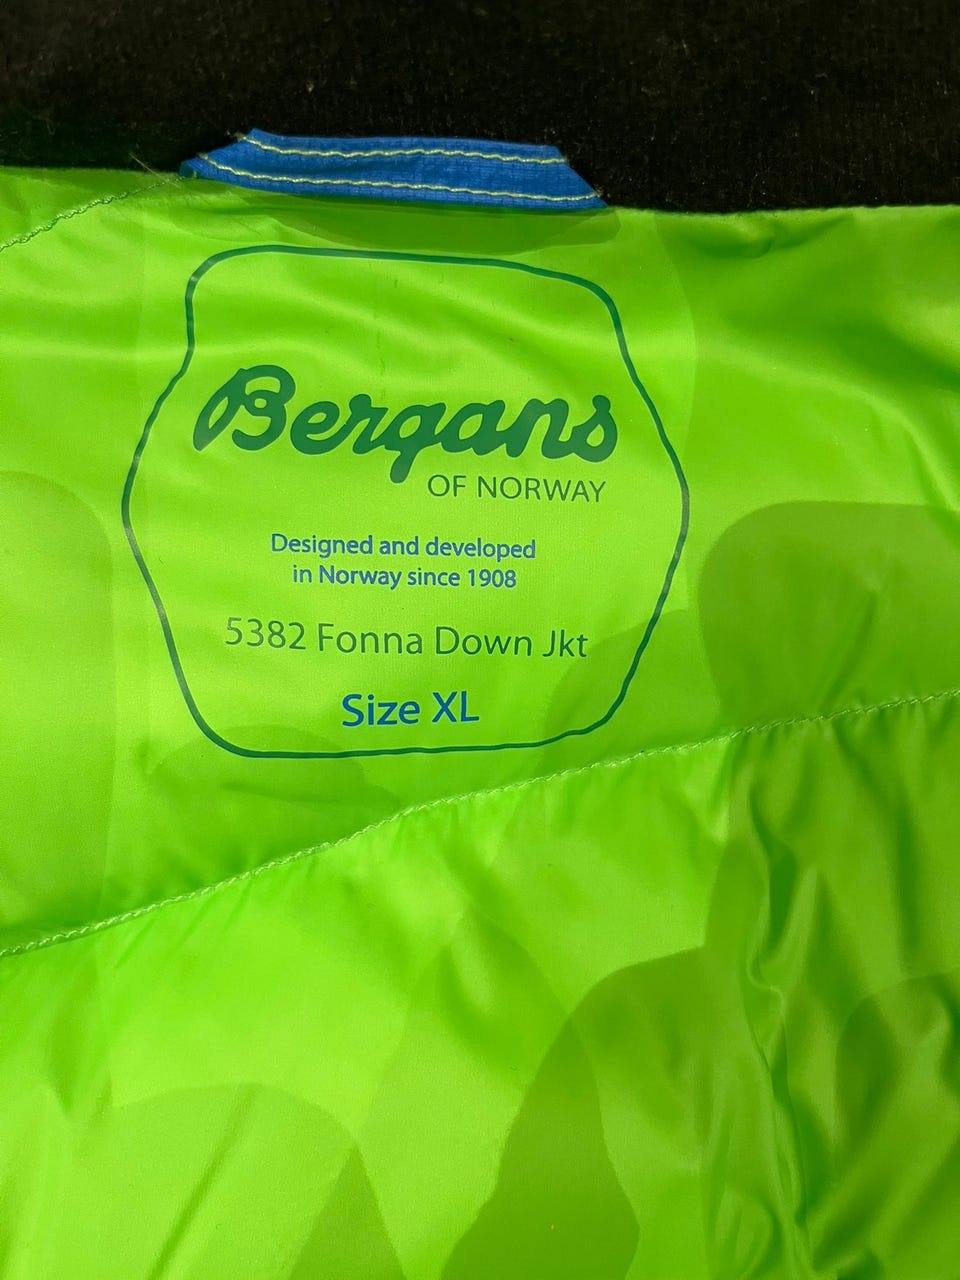 Bergans
OF NORWAY
Designed and developed
in Norway since 1908
5382 Fonna Down Jkt
Size XL